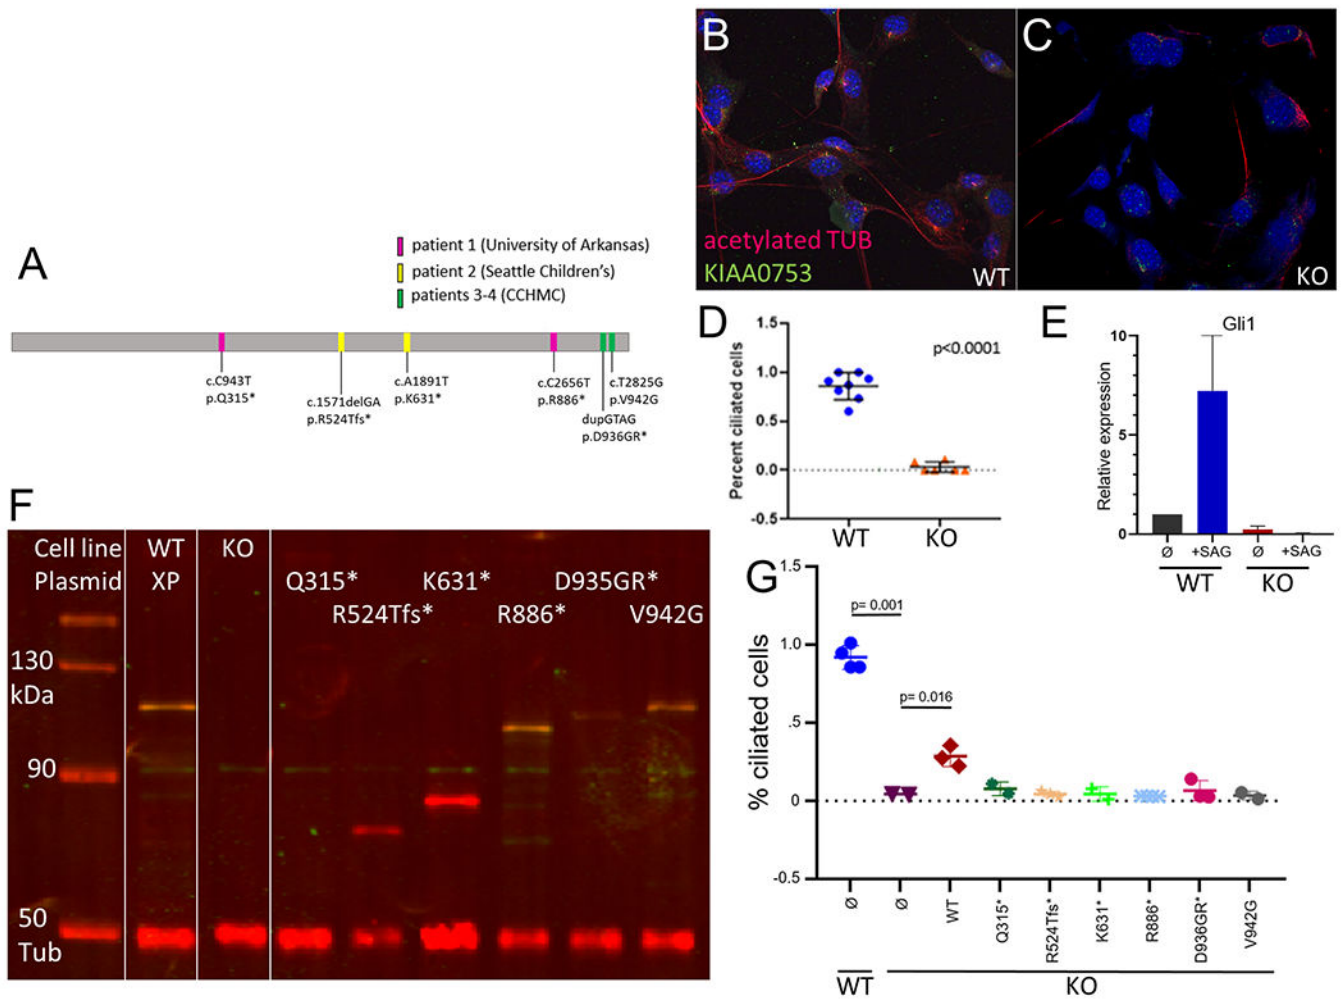 A
patient 1 (University of Arkansas)
patient 2 (Seattle Children's)
patients 3-4 (CCHMC)
c.C943T
p.Q315*
c.1571delGA
p.R524Tfs*
c.A1891T
p.K631*
c.C2656T
p.R886*
dupGTAG
p.D936GR*
c.T2825G
p.V942G
B
acetylated TUB
KIAA0753
WT
C
KO
D
Percent ciliated cells
1.5
1.0
0.5
0.0
-0.5
p<0.0001
WT
KO
E
Gli1
Relative expression
10
5
0
Ø
+SAG
Ø
+SAG
WT
KO
F
Cell line
WT
KO
Plasmid
XP
Q315*
K631*
D935GR*
R524Tfs*
R886*
V942G
130
kDa
90
50
Tub
G
% ciliated cells
1.5
1.0
.5
0
-0.5
p= 0.001
p= 0.016
Ø
Ø
WT
Q315*
R524Tfs*
K631*
R886*
D936GR*
V942G
WT
KO